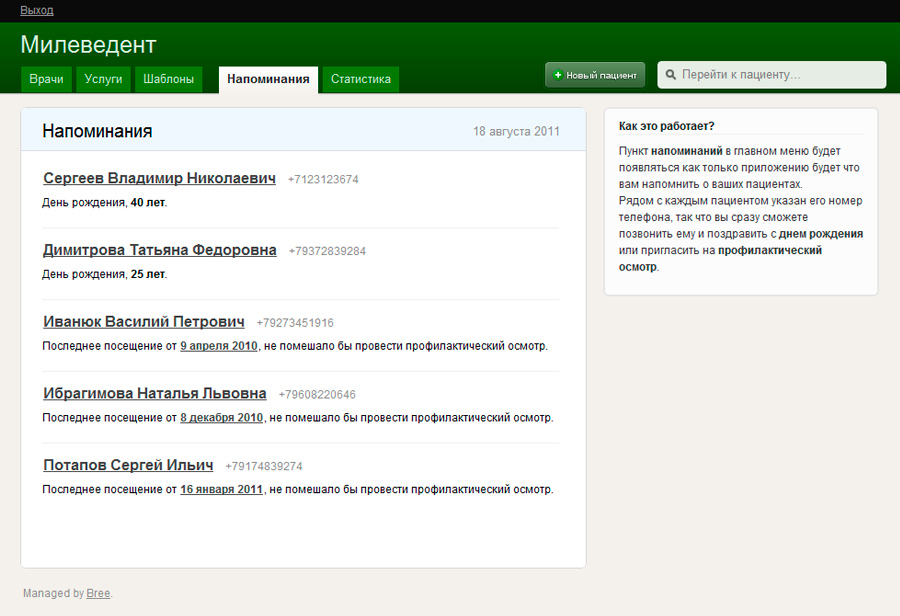 Выход
Милеведент
Врачи Услуги Шаблоны Напоминания Статистика
Новый пациент Перейти к пациенту...
Напоминания 18 августа 2011
Сергеев Владимир Николаевич +7123123674
День рождения, 40 лет.
Димитрова Татьяна Федоровна +79372839284
День рождения, 25 лет.
Иванюк Василий Петрович +79273451916
Последнее посещение от 9 апреля 2010, не помешало бы провести профилактический осмотр.
Ибрагимова Наталья Львовна +79608220646
Последнее посещение от 8 декабря 2010, не помешало бы провести профилактический осмотр.
Потапов Сергей Ильич +79174839274
Последнее посещение от 16 января 2011, не помешало бы провести профилактический осмотр.
Как это работает?
Пункт напоминаний в главном меню будет
появляться как только приложению будет что
вам напомнить о ваших пациентах.
Рядом с каждым пациентом указан его номер
телефона, так что вы сразу сможете
позвонить ему и поздравить с днем рождения
или пригласить на профилактический
осмотр.
Managed by Bree.